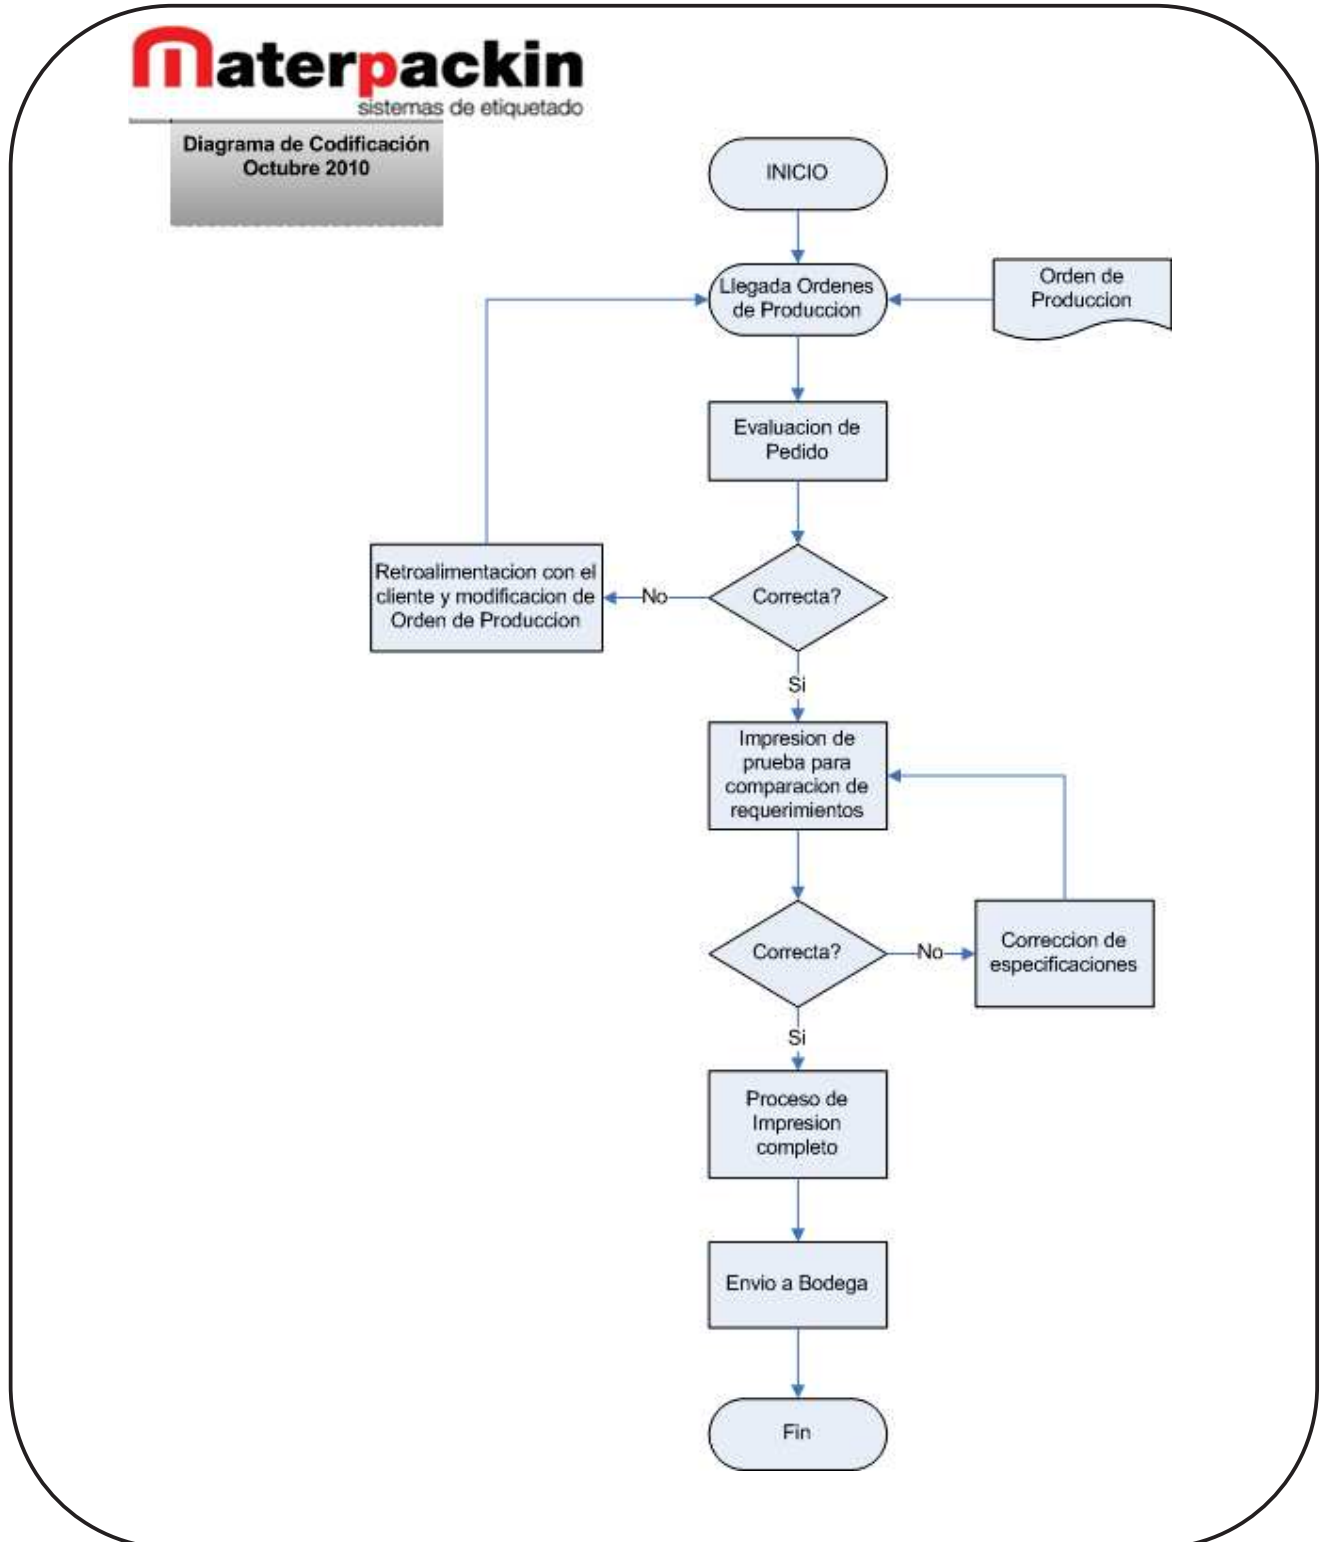 Materpackin
sistemas de etiquetado
Diagrama de Codificación
Octubre 2010
INICIO
Llegada Ordenes
de Produccion
Orden de
Produccion
Evaluacion de
Pedido
Retroalimentacion con el
cliente y modificacion de
Orden de Produccion
No
Correcta?
Si
Impresion de
prueba para
comparacion de
requerimientos
Correcta?
No
Correccion de
especificaciones
Si
Proceso de
Impresion
completo
Envio a Bodega
Fin